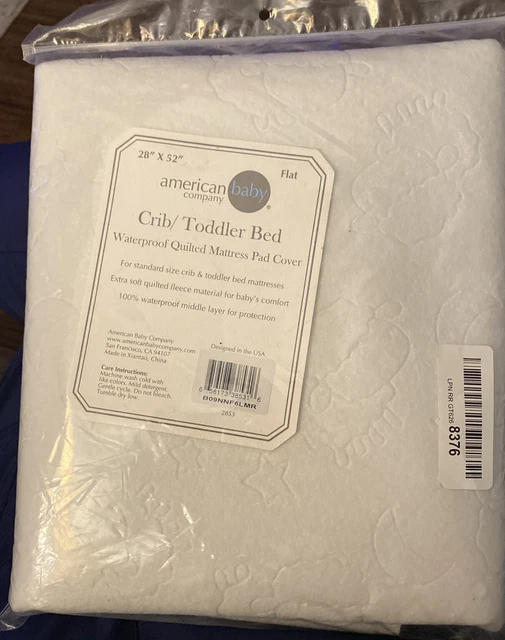 28" X 52"
Flat
american baby
company
Crib/ Toddler Bed
Waterproof Quilted Mattress Pad Cover
For standard size crib & toddler bed mattresses
Extra soft quilted fleece material for baby's comfort
100% waterproof middle layer for protection
American Baby Company
www.americanbabycompany.com
San Francisco, CA 94107
Made in Xiantao, China
Designed in the USA
Care Instructions:
Machine wash cold with
like colors. Mild detergent.
Gentle cycle. Do not bleach.
Tumble dry low.
B09NNF6LMR
2853
LPN RR GT626 8376